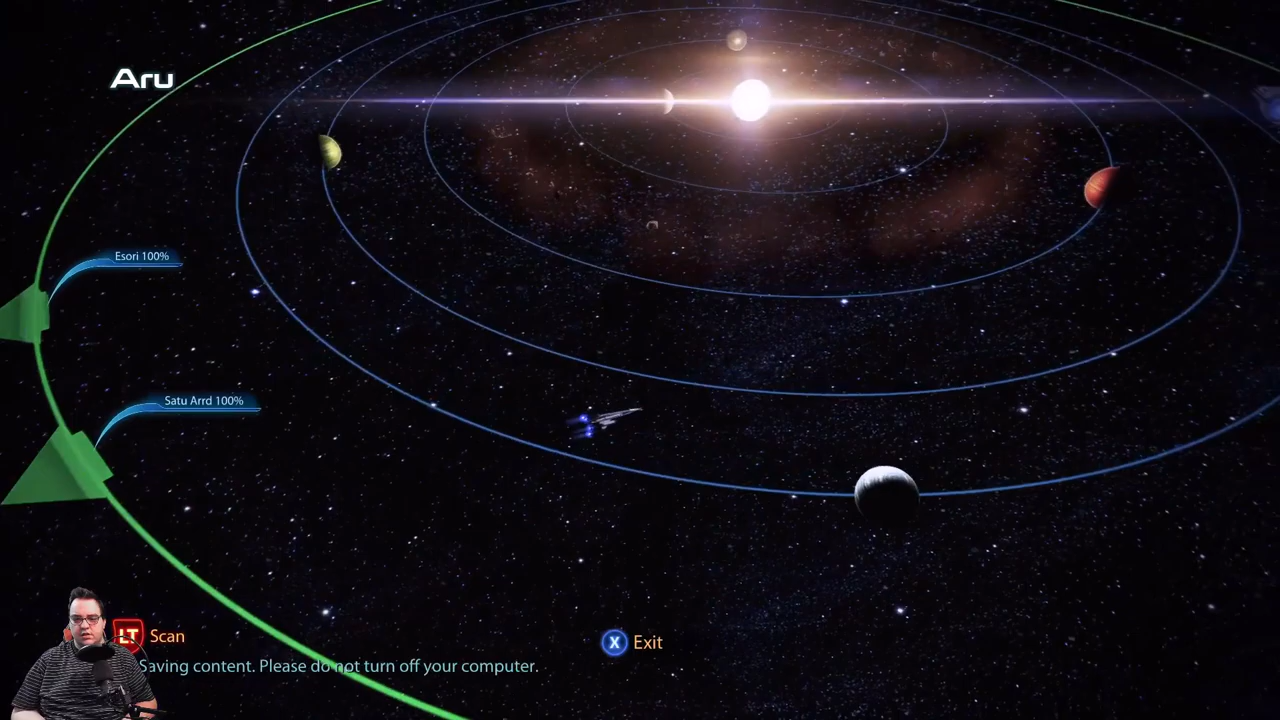 Aru
Esori 100%
Satu Arrd 100%
LT Scan
X Exit
Saving content. Please do not turn off your computer.